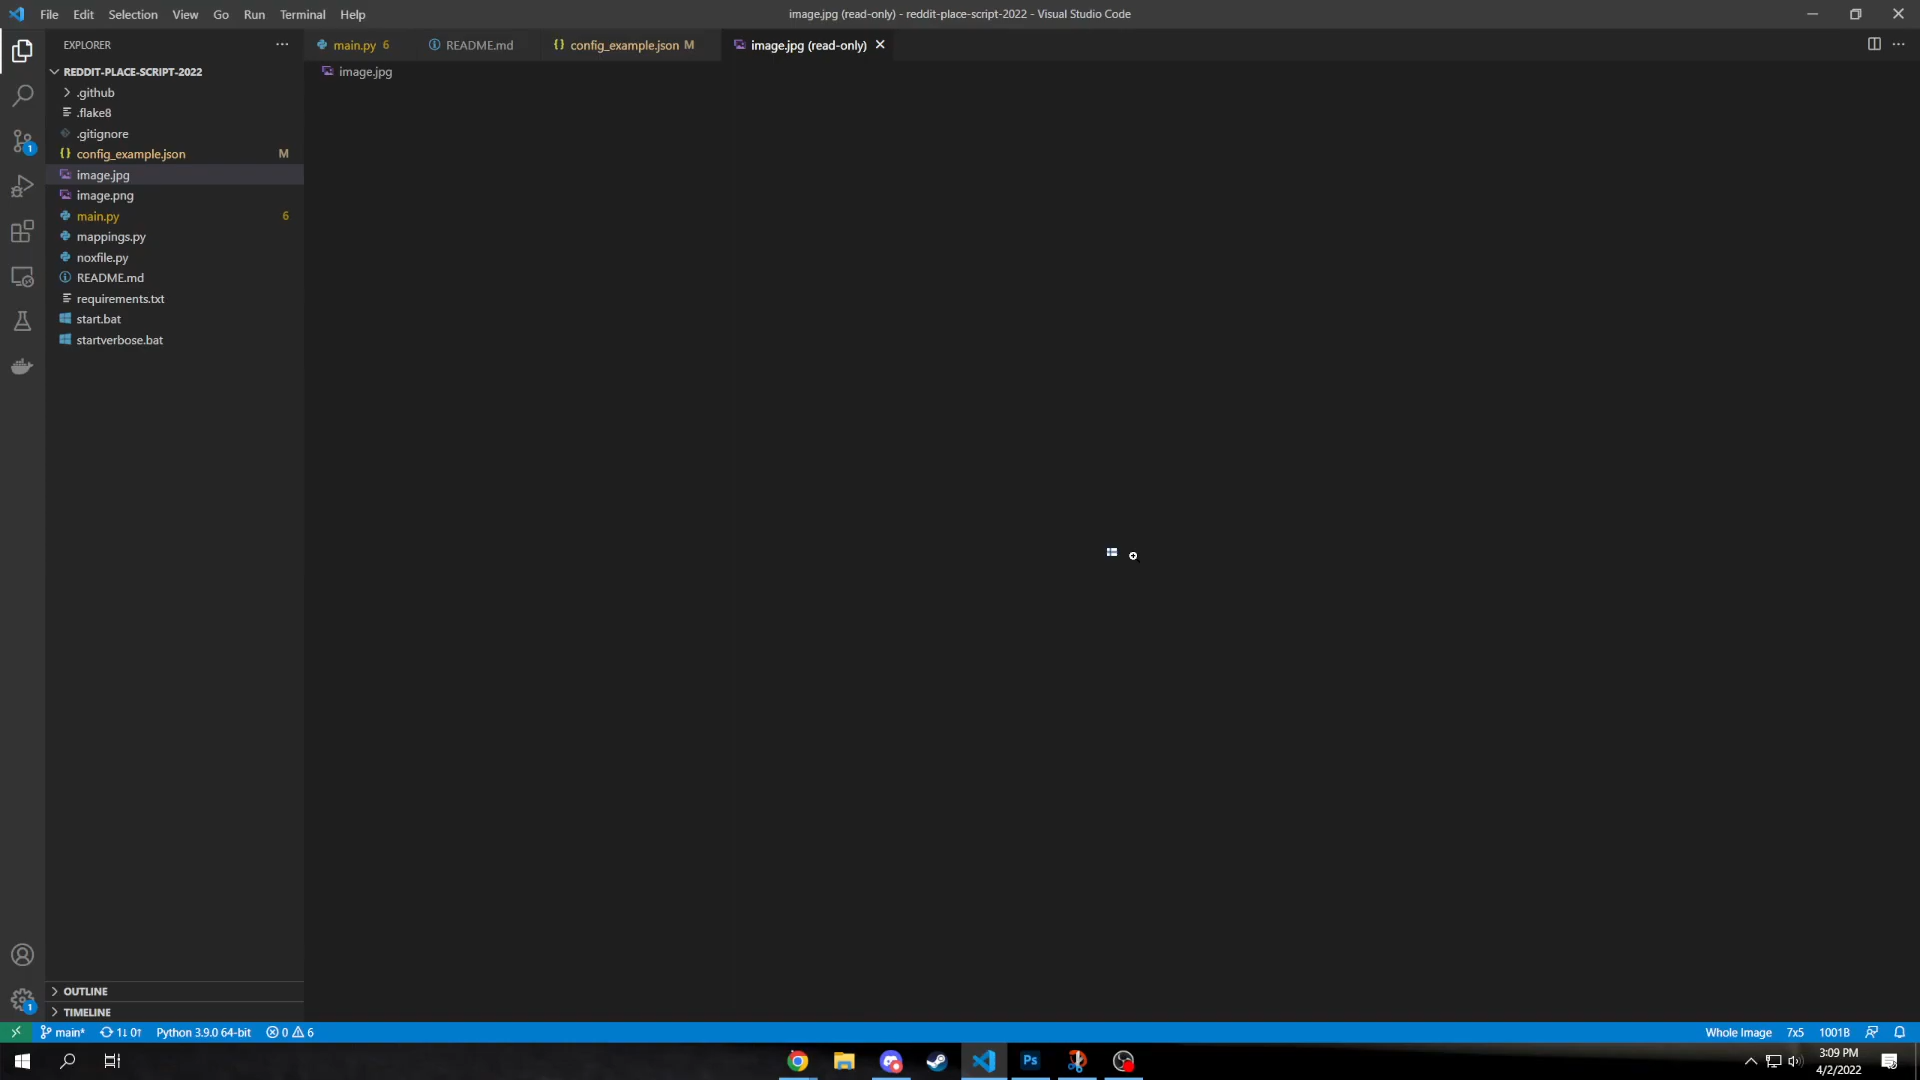 File Edit Selection View Go Run Terminal Help
image.jpg (read-only) - reddit-place-script-2022 - Visual Studio Code
EXPLORER
main.py 6
README.md
config_example.json M
image.jpg (read-only)
REDDIT-PLACE-SCRIPT-2022
image.jpg
.github
.flake8
.gitignore
config_example.json M
image.jpg
image.png
main.py 6
mappings.py
noxfile.py
README.md
requirements.txt
start.bat
startverbose.bat
OUTLINE
TIMELINE
main* 1↓ 0↑ Python 3.9.0 64-bit 0 6
Whole Image 7x5 1001B
Ps
3:09 PM
4/2/2022